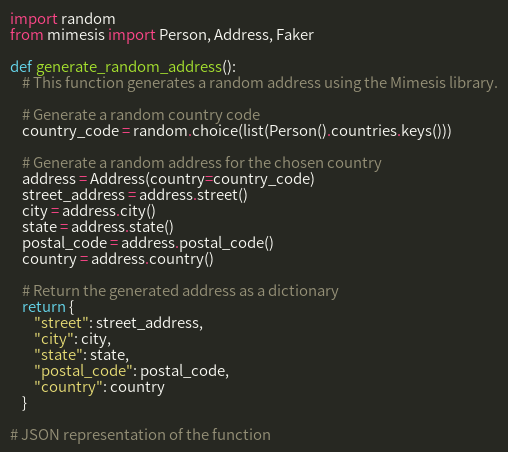 import random
from mimesis import Person, Address, Faker

def generate_random_address():
    # This function generates a random address using the Mimesis library.

    # Generate a random country code
    country_code = random.choice(list(Person().countries.keys()))

    # Generate a random address for the chosen country
    address = Address(country=country_code)
    street_address = address.street()
    city = address.city()
    state = address.state()
    postal_code = address.postal_code()
    country = address.country()

    # Return the generated address as a dictionary
    return {
        "street": street_address,
        "city": city,
        "state": state,
        "postal_code": postal_code,
        "country": country
    }

# JSON representation of the function